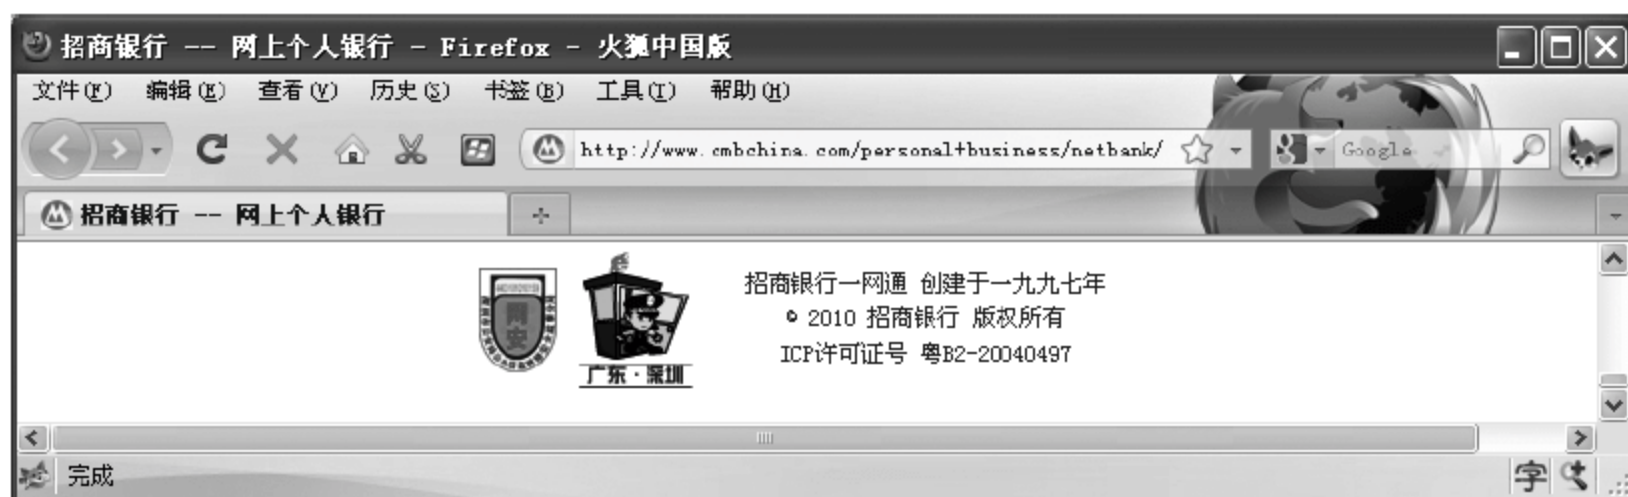 招商银行 -- 网上个人银行 - Firefox - 火狐中国版
文件(F) 编辑(E) 查看(V) 历史(S) 书签(B) 工具(T) 帮助(H)
http://www.cmbchina.com/personal+business/netbank/ Google
招商银行 -- 网上个人银行
网安
广东·深圳
招商银行一网通 创建于一九九七年
© 2010 招商银行 版权所有
ICP许可证号 粤B2-20040497
完成
字